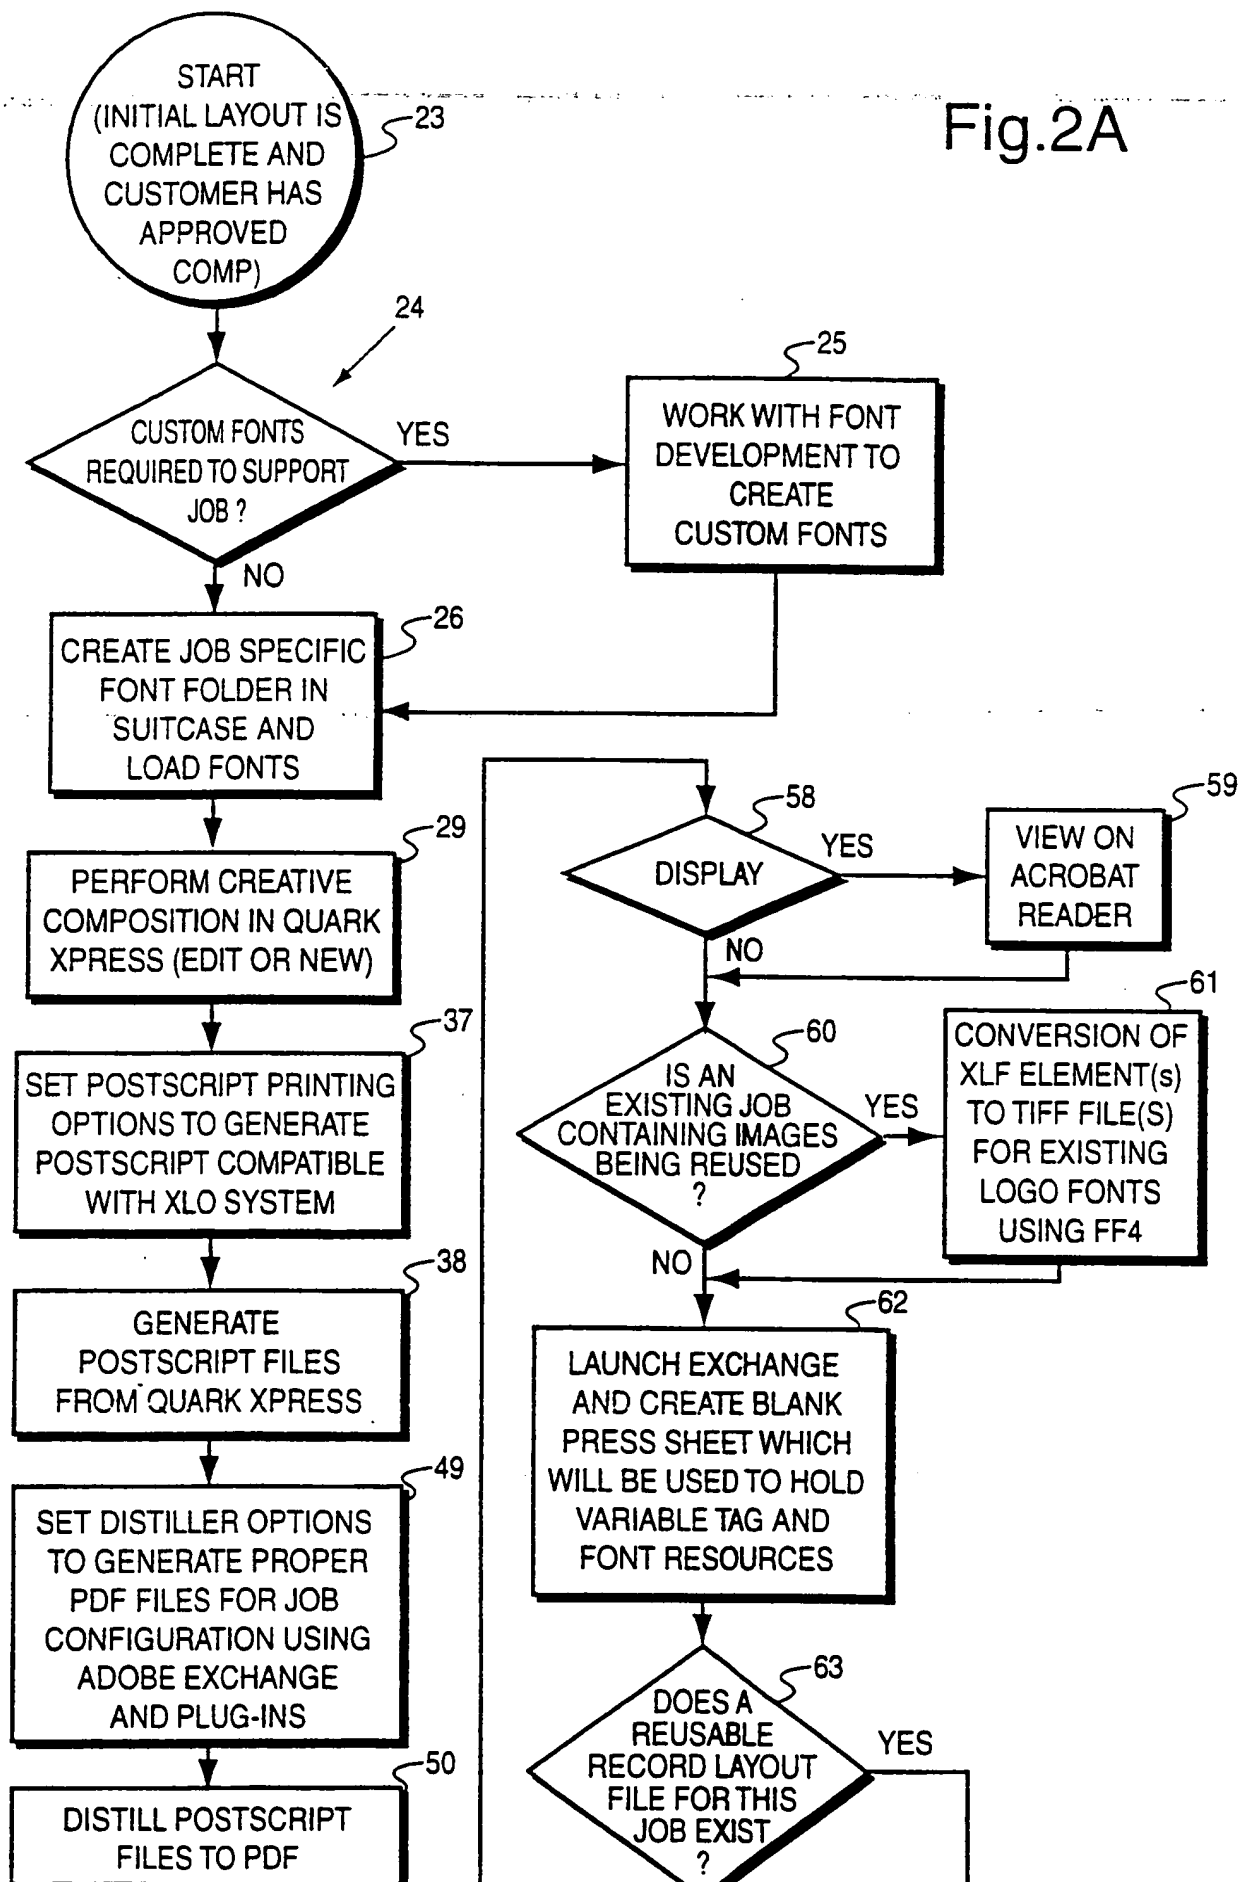 Fig.2A
START
(INITIAL LAYOUT IS
COMPLETE AND
CUSTOMER HAS
APPROVED
COMP)
23
24
CUSTOM FONTS
REQUIRED TO SUPPORT
JOB ?
YES
NO
25
WORK WITH FONT
DEVELOPMENT TO
CREATE
CUSTOM FONTS
26
CREATE JOB SPECIFIC
FONT FOLDER IN
SUITCASE AND
LOAD FONTS
29
PERFORM CREATIVE
COMPOSITION IN QUARK
XPRESS (EDIT OR NEW)
37
SET POSTSCRIPT PRINTING
OPTIONS TO GENERATE
POSTSCRIPT COMPATIBLE
WITH XLO SYSTEM
38
GENERATE
POSTSCRIPT FILES
FROM QUARK XPRESS
49
SET DISTILLER OPTIONS
TO GENERATE PROPER
PDF FILES FOR JOB
CONFIGURATION USING
ADOBE EXCHANGE
AND PLUG-INS
50
DISTILL POSTSCRIPT
FILES TO PDF
58
DISPLAY
YES
NO
59
VIEW ON
ACROBAT
READER
60
IS AN
EXISTING JOB
CONTAINING IMAGES
BEING REUSED
?
YES
NO
61
CONVERSION OF
XLF ELEMENT(s)
TO TIFF FILE(S)
FOR EXISTING
LOGO FONTS
USING FF4
62
LAUNCH EXCHANGE
AND CREATE BLANK
PRESS SHEET WHICH
WILL BE USED TO HOLD
VARIABLE TAG AND
FONT RESOURCES
63
DOES A
REUSABLE
RECORD LAYOUT
FILE FOR THIS
JOB EXIST
?
YES